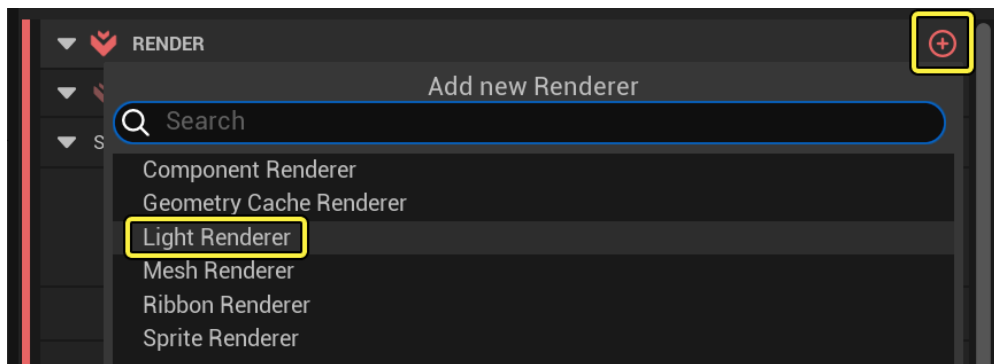 RENDER
Add new Renderer
Search
S
Component Renderer
Geometry Cache Renderer
Light Renderer
Mesh Renderer
Ribbon Renderer
Sprite Renderer